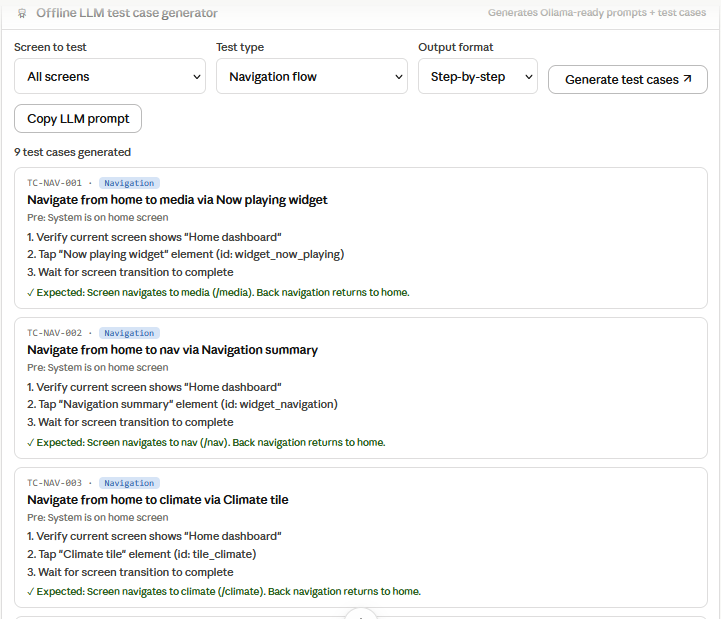 Offline LLM test case generator
Generates Ollama-ready prompts + test cases
Screen to test
Test type
Output format
All screens
Navigation flow
Step-by-step
Generate test cases ↗
Copy LLM prompt
9 test cases generated
TC-NAV-001 · Navigation
Navigate from home to media via Now playing widget
Pre: System is on home screen
1. Verify current screen shows "Home dashboard"
2. Tap "Now playing widget" element (id: widget_now_playing)
3. Wait for screen transition to complete
✓ Expected: Screen navigates to media (/media). Back navigation returns to home.
TC-NAV-002 · Navigation
Navigate from home to nav via Navigation summary
Pre: System is on home screen
1. Verify current screen shows "Home dashboard"
2. Tap "Navigation summary" element (id: widget_navigation)
3. Wait for screen transition to complete
✓ Expected: Screen navigates to nav (/nav). Back navigation returns to home.
TC-NAV-003 · Navigation
Navigate from home to climate via Climate tile
Pre: System is on home screen
1. Verify current screen shows "Home dashboard"
2. Tap "Climate tile" element (id: tile_climate)
3. Wait for screen transition to complete
✓ Expected: Screen navigates to climate (/climate). Back navigation returns to home.